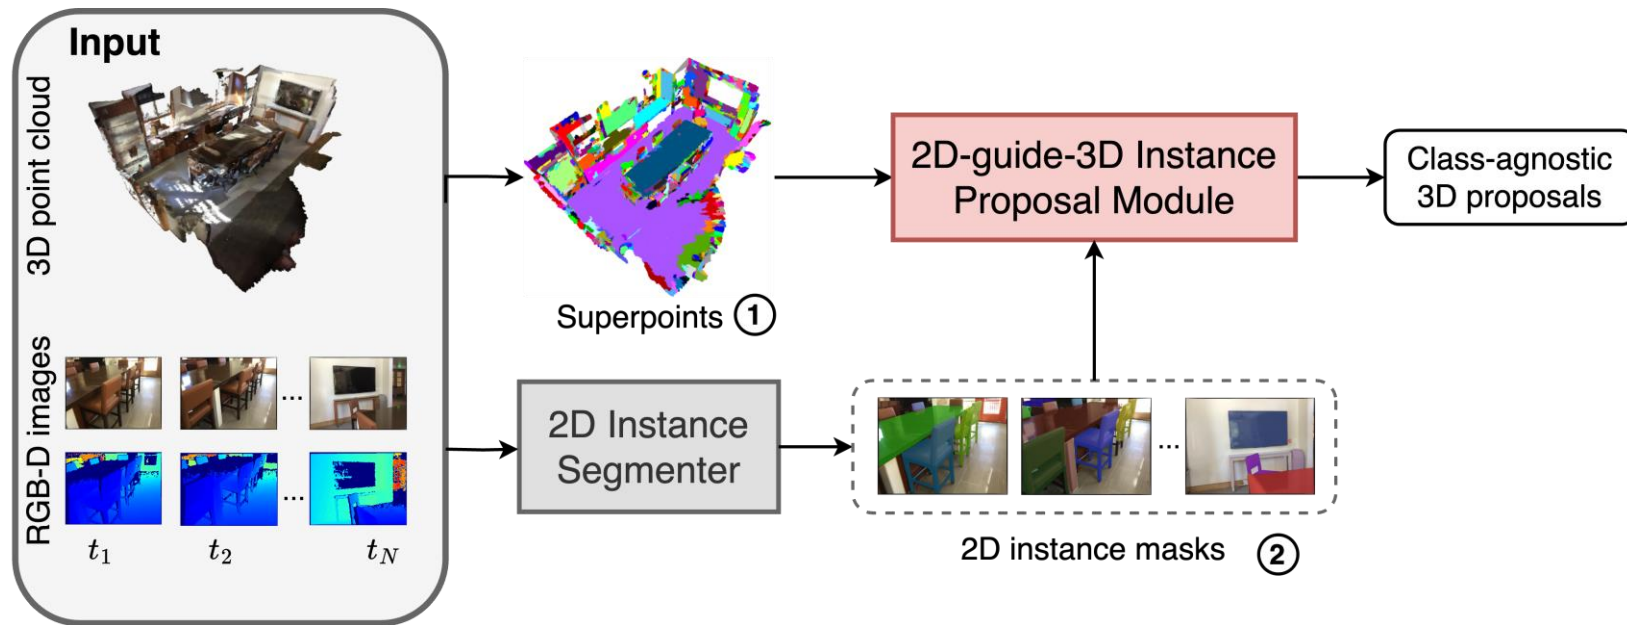 Input
3D point cloud
RGB-D images
...
...
t₁
t₂
t_N
Superpoints ①
2D Instance
Segmenter
2D-guide-3D Instance
Proposal Module
Class-agnostic
3D proposals
...
2D instance masks ②